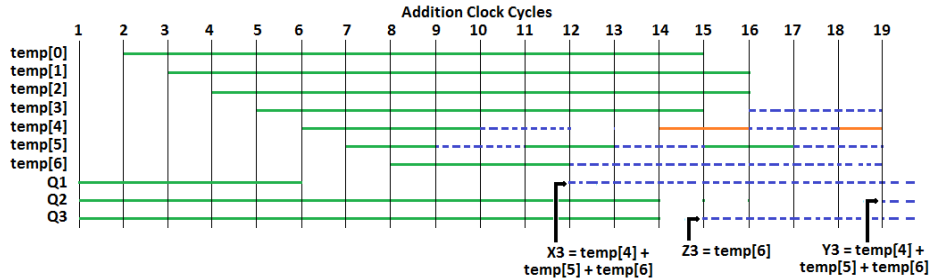 Addition Clock Cycles
1 2 3 4 5 6 7 8 9 10 11 12 13 14 15 16 17 18 19
temp[0]
temp[1]
temp[2]
temp[3]
temp[4]
temp[5]
temp[6]
Q1
Q2
Q3
X3 = temp[4] +
temp[5] + temp[6]
Z3 = temp[6]
Y3 = temp[4] +
temp[5] + temp[6]